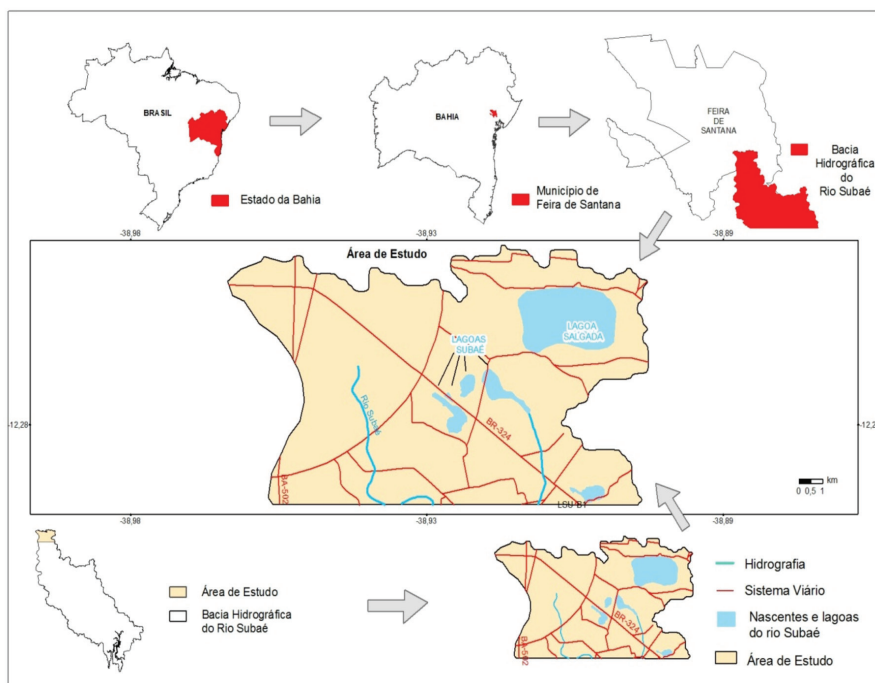 BRASIL
Estado da Bahia
BAHIA
Município de
Feira de Santana
FEIRA
DE
SANTANA
Bacia
Hidrográfica
do
Rio Subaé
-38,98
-38,93
-38,89
Área de Estudo
LAGOA
SALGADA
LAGOAS
SUBAÉ
Rio Subaé
BR-324
BA-502
-12,28
-12,2
km
0 0,5 1
-38,98
-38,93
-38,89
Área de Estudo
Bacia Hidrográfica
do Rio Subaé
BR-324
BA-502
Hidrografia
Sistema Viário
Nascentes e lagoas
do rio Subaé
Área de Estudo